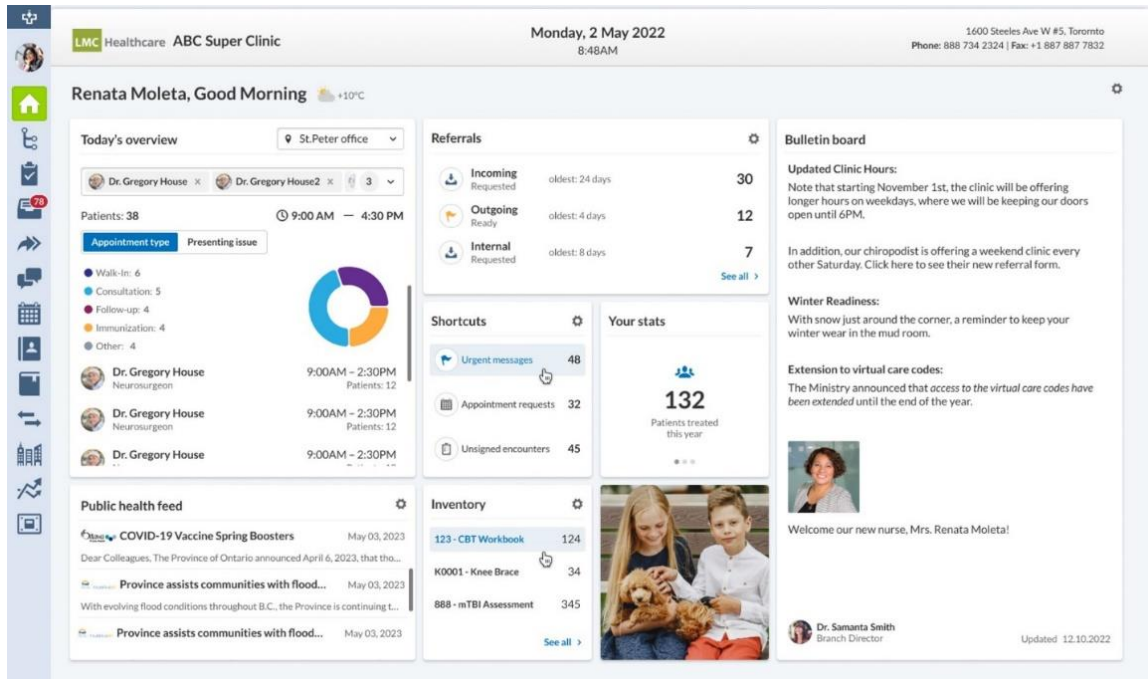 LMC Healthcare ABC Super Clinic
Monday, 2 May 2022
8:48AM
1600 Steeles Ave W #5, Toromto
Phone: 888 734 2324 | Fax: +1 887 887 7832
78
Renata Moleta, Good Morning +10°C
Today's overview
St.Peter office
Dr. Gregory House ×
Dr. Gregory House2 ×
3
Patients: 38
9:00 AM — 4:30 PM
Appointment type
Presenting issue
Walk-In: 6
Consultation: 5
Follow-up: 4
Immunization: 4
Other: 4
Dr. Gregory House 9:00AM – 2:30PM
Neurosurgeon Patients: 12
Dr. Gregory House 9:00AM – 2:30PM
Neurosurgeon Patients: 12
Dr. Gregory House 9:00AM – 2:30PM
Public health feed
COVID-19 Vaccine Spring Boosters May 03, 2023
Dear Colleagues, The Province of Ontario announced April 6, 2023, that tho...
Province assists communities with flood... May 03, 2023
With evolving flood conditions throughout B.C., the Province is continuing t...
Province assists communities with flood... May 03, 2023
Referrals
Incoming
Requested
oldest: 24 days
30
Outgoing
Ready
oldest: 4 days
12
Internal
Requested
oldest: 8 days
7
See all >
Shortcuts
Urgent messages 48
Appointment requests 32
Unsigned encounters 45
Your stats
132
Patients treated
this year
Inventory
123 - CBT Workbook 124
K0001 - Knee Brace 34
888 - mTBI Assessment 345
See all >
Bulletin board
Updated Clinic Hours:
Note that starting November 1st, the clinic will be offering
longer hours on weekdays, where we will be keeping our doors
open until 6PM.
In addition, our chiropodist is offering a weekend clinic every
other Saturday. Click here to see their new referral form.
Winter Readiness:
With snow just around the corner, a reminder to keep your
winter wear in the mud room.
Extension to virtual care codes:
The Ministry announced that access to the virtual care codes have
been extended until the end of the year.
Welcome our new nurse, Mrs. Renata Moleta!
Dr. Samanta Smith
Branch Director
Updated 12.10.2022